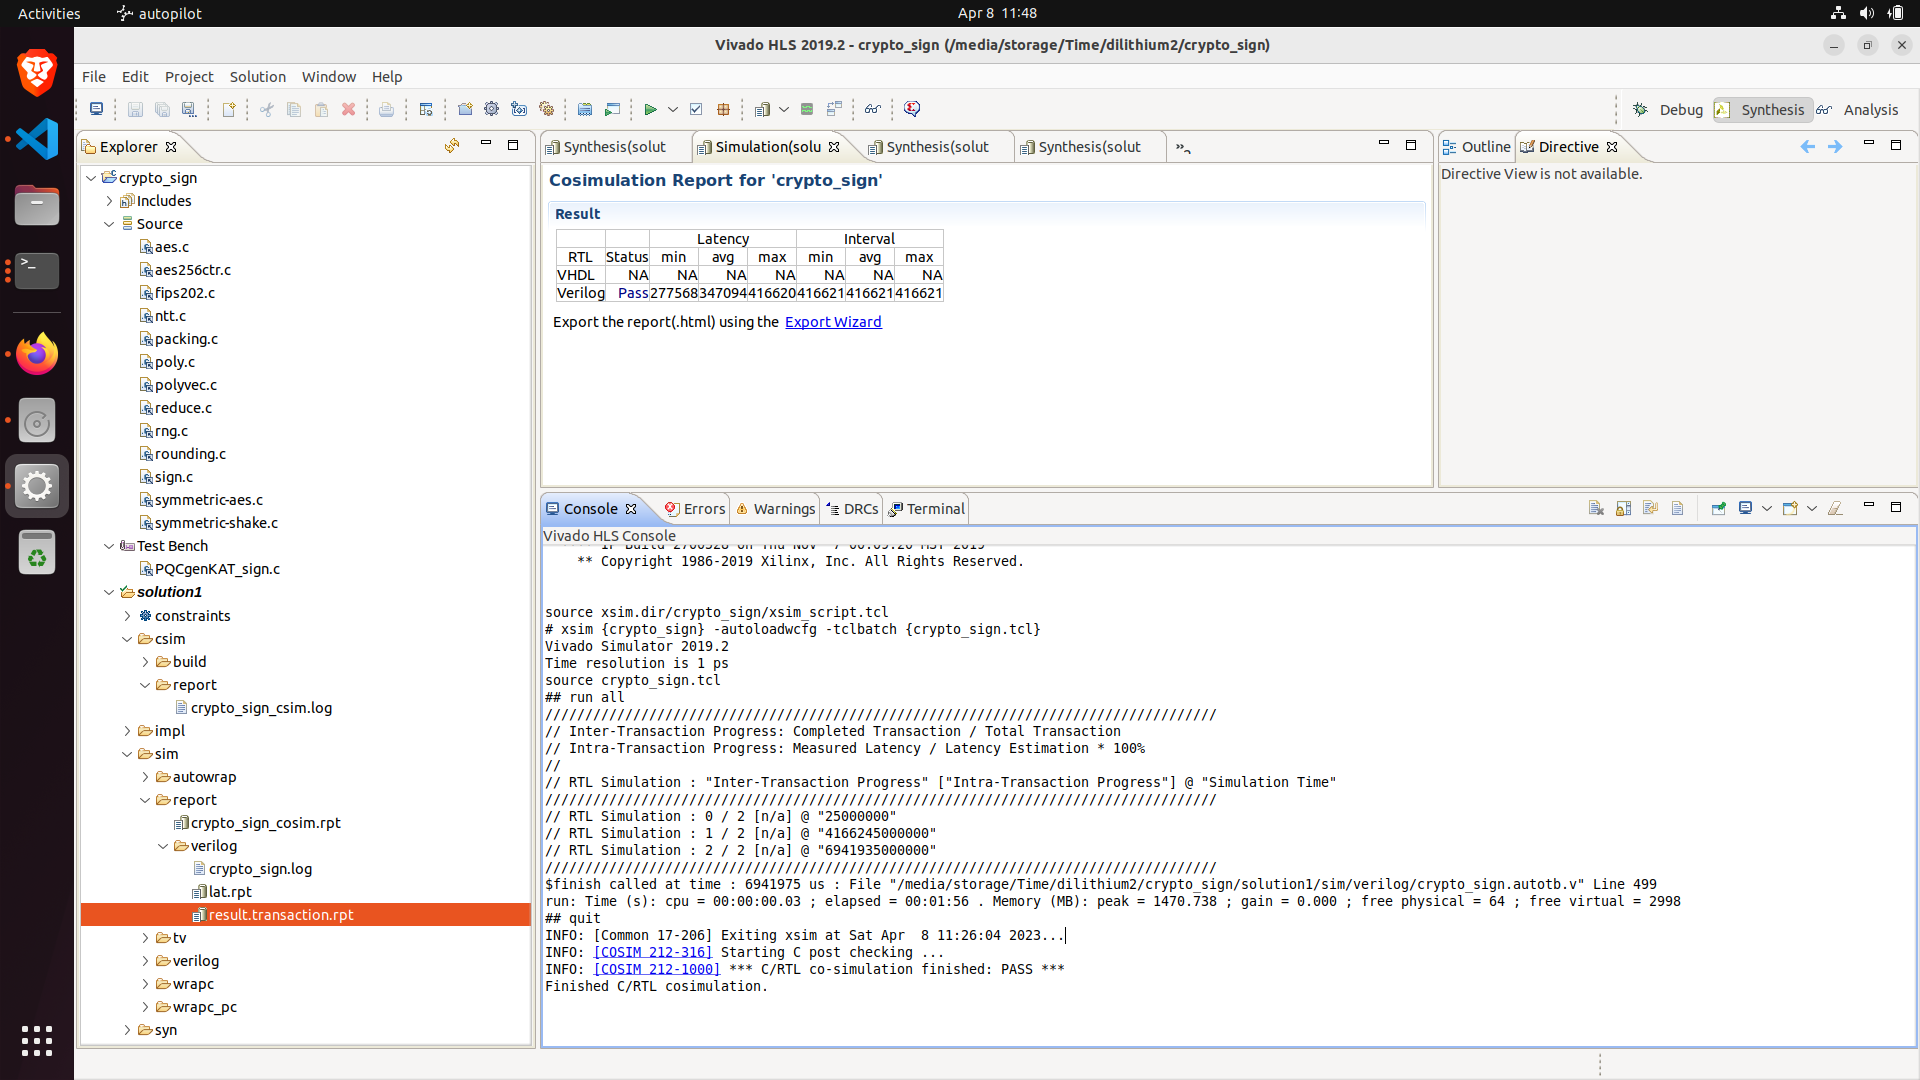 Activities
autopilot
Apr 8 11:48
Vivado HLS 2019.2 - crypto_sign (/media/storage/Time/dilithium2/crypto_sign)
File Edit Project Solution Window Help
Debug Synthesis Analysis
Explorer
crypto_sign
Includes
Source
aes.c
aes256ctr.c
fips202.c
ntt.c
packing.c
poly.c
polyvec.c
reduce.c
rng.c
rounding.c
sign.c
symmetric-aes.c
symmetric-shake.c
Test Bench
PQCgenKAT_sign.c
solution1
constraints
csim
build
report
crypto_sign_csim.log
impl
sim
autowrap
report
crypto_sign_cosim.rpt
verilog
crypto_sign.log
lat.rpt
result.transaction.rpt
tv
verilog
wrapc
wrapc_pc
syn
Synthesis(solut Simulation(solu Synthesis(solut Synthesis(solut
Cosimulation Report for 'crypto_sign'
Result
Latency Interval
RTL Status min avg max min avg max
VHDL NA NA NA NA NA NA NA
Verilog Pass 277568 347094 416620 416621 416621 416621
Export the report(.html) using the Export Wizard
Outline Directive
Directive View is not available.
Console Errors Warnings DRCs Terminal
Vivado HLS Console
** Copyright 1986-2019 Xilinx, Inc. All Rights Reserved.
source xsim.dir/crypto_sign/xsim_script.tcl
# xsim {crypto_sign} -autoloadwcfg -tclbatch {crypto_sign.tcl}
Vivado Simulator 2019.2
Time resolution is 1 ps
source crypto_sign.tcl
## run all
////////////////////////////////////////////////////////////////////////////////////
// Inter-Transaction Progress: Completed Transaction / Total Transaction
// Intra-Transaction Progress: Measured Latency / Latency Estimation * 100%
//
// RTL Simulation : "Inter-Transaction Progress" ["Intra-Transaction Progress"] @ "Simulation Time"
////////////////////////////////////////////////////////////////////////////////////
// RTL Simulation : 0 / 2 [n/a] @ "25000000"
// RTL Simulation : 1 / 2 [n/a] @ "4166245000000"
// RTL Simulation : 2 / 2 [n/a] @ "6941935000000"
////////////////////////////////////////////////////////////////////////////////////
$finish called at time : 6941975 us : File "/media/storage/Time/dilithium2/crypto_sign/solution1/sim/verilog/crypto_sign.autotb.v" Line 499
run: Time (s): cpu = 00:00:00.03 ; elapsed = 00:01:56 . Memory (MB): peak = 1470.738 ; gain = 0.000 ; free physical = 64 ; free virtual = 2998
## quit
INFO: [Common 17-206] Exiting xsim at Sat Apr  8 11:26:04 2023...
INFO: [COSIM 212-316] Starting C post checking ...
INFO: [COSIM 212-1000] *** C/RTL co-simulation finished: PASS ***
Finished C/RTL cosimulation.